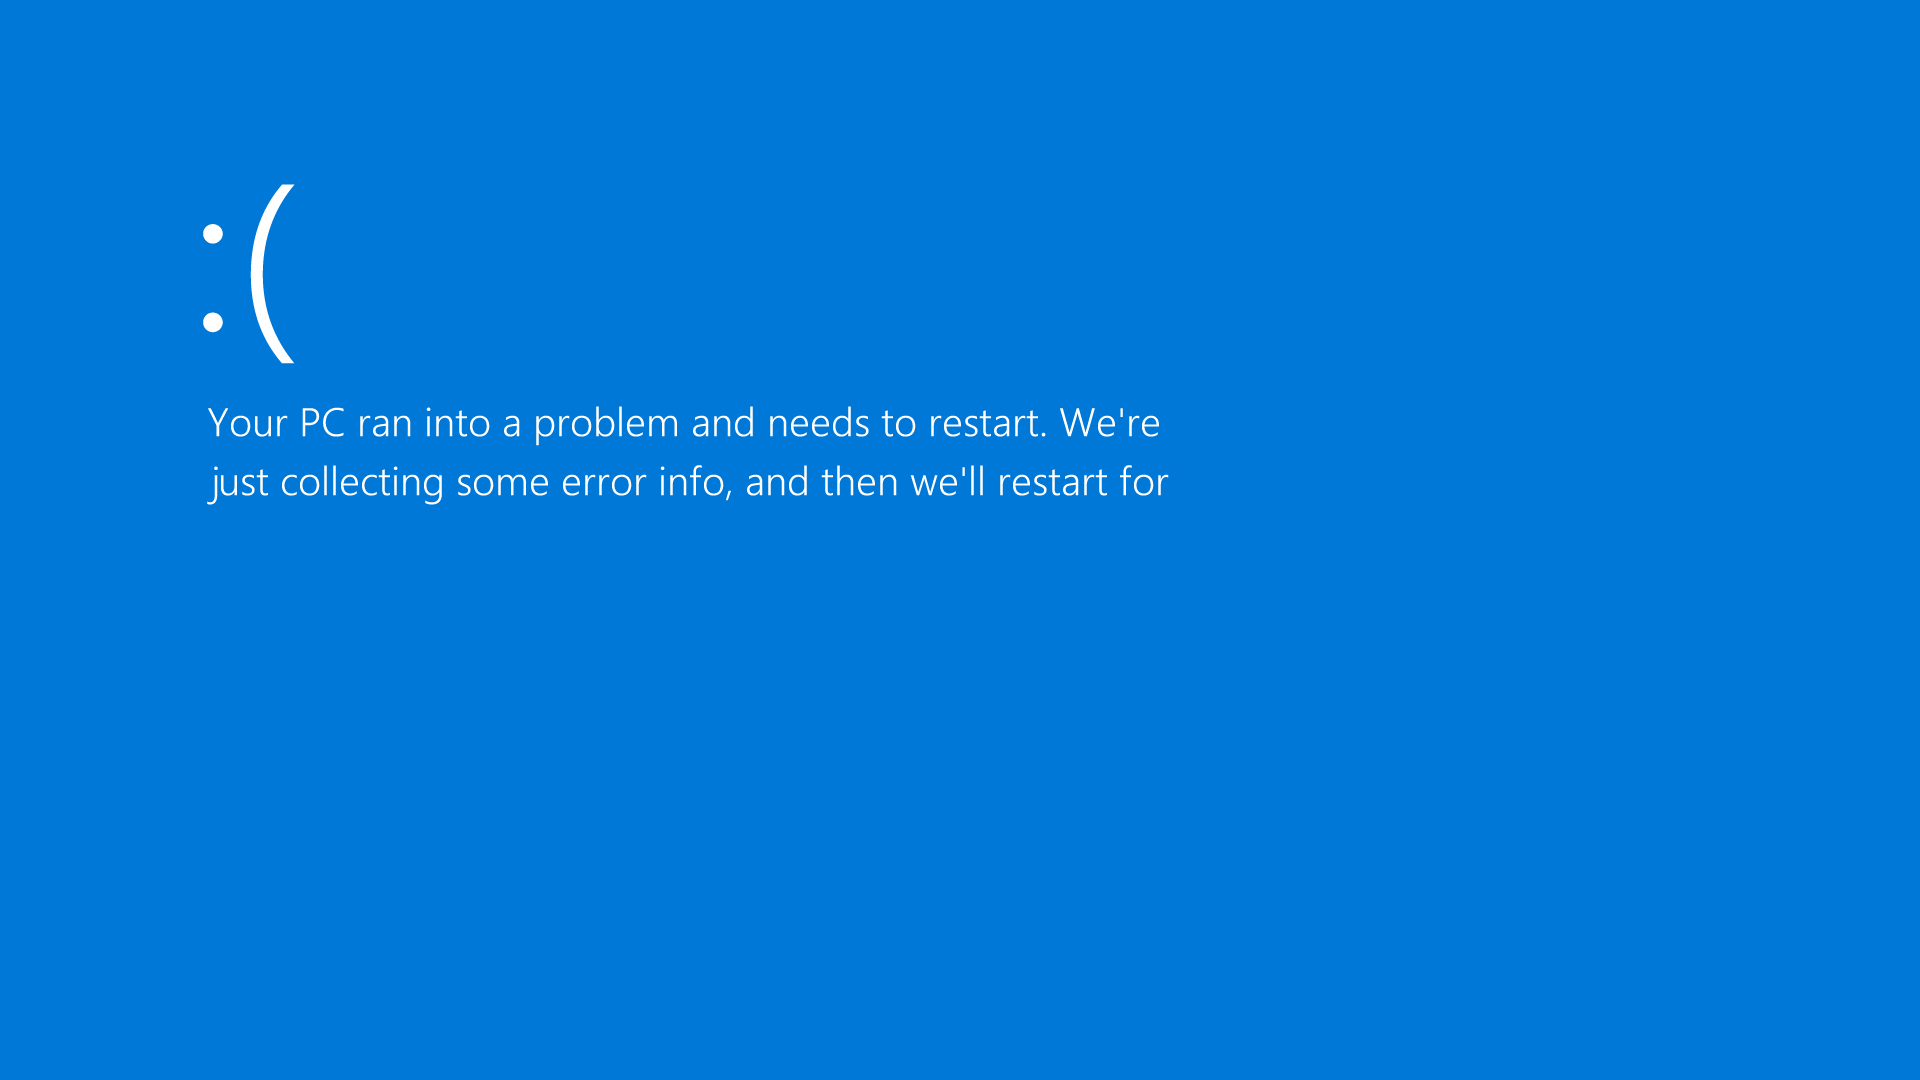 :(
Your PC ran into a problem and needs to restart. We're
just collecting some error info, and then we'll restart for